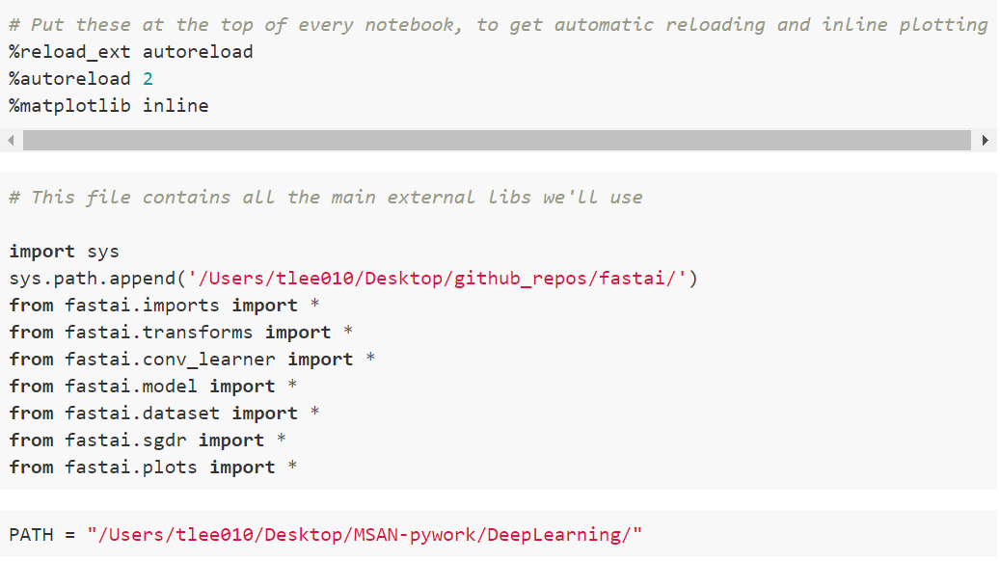 # Put these at the top of every notebook, to get automatic reloading and inline plotting
%reload_ext autoreload
%autoreload 2
%matplotlib inline
# This file contains all the main external libs we'll use
import sys
sys.path.append('/Users/tlee010/Desktop/github_repos/fastai/')
from fastai.imports import *
from fastai.transforms import *
from fastai.conv_learner import *
from fastai.model import *
from fastai.dataset import *
from fastai.sgdr import *
from fastai.plots import *
PATH = "/Users/tlee010/Desktop/MSAN-pywork/DeepLearning/"